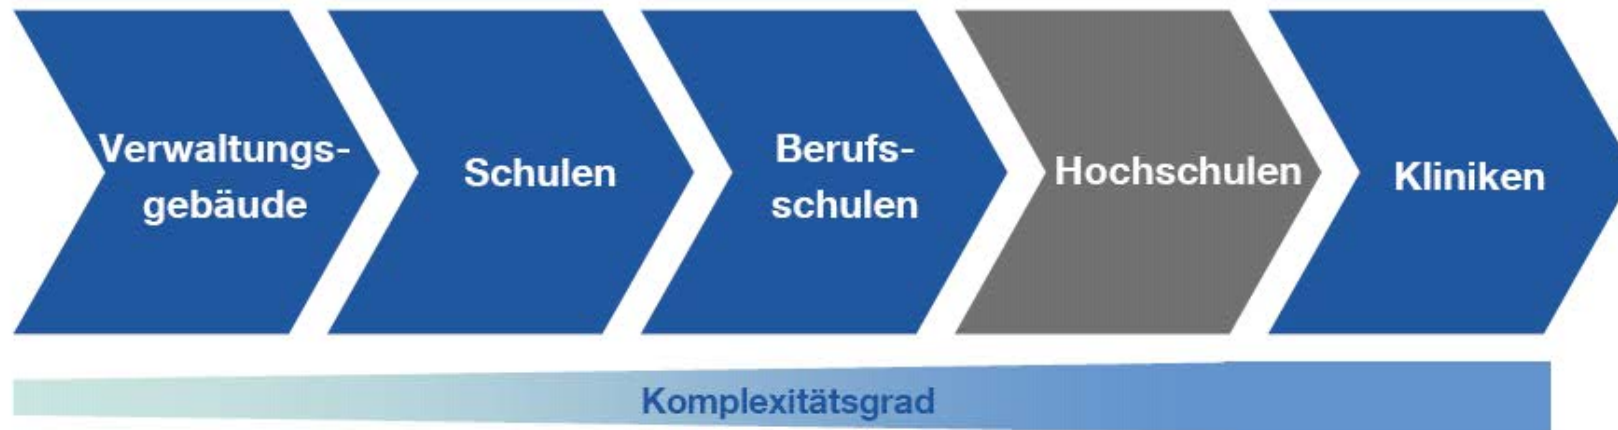 Verwaltungs-
gebäude
Schulen
Berufs-
schulen
Hochschulen
Kliniken
Komplexitätsgrad